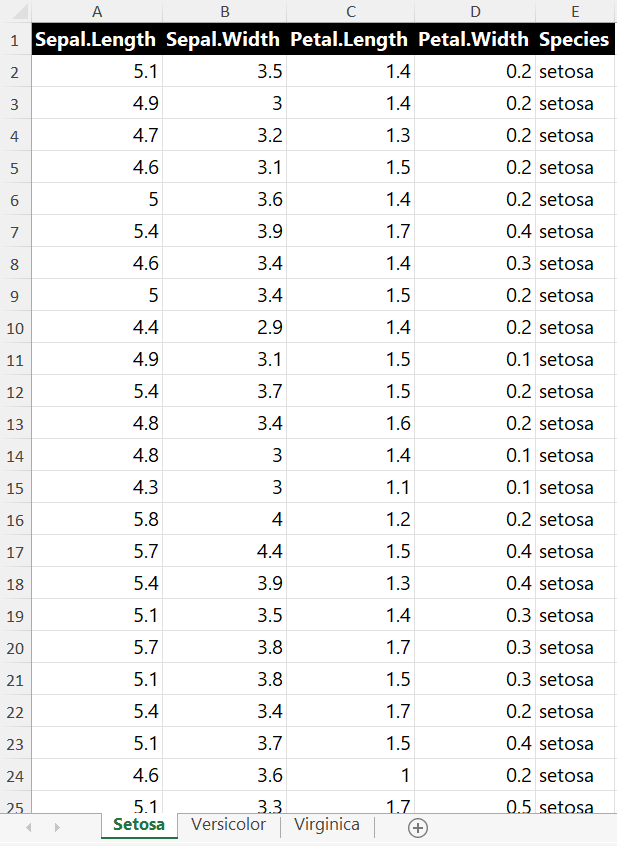 A B C D E
1 Sepal.Length Sepal.Width Petal.Length Petal.Width Species
2 5.1 3.5 1.4 0.2 setosa
3 4.9 3 1.4 0.2 setosa
4 4.7 3.2 1.3 0.2 setosa
5 4.6 3.1 1.5 0.2 setosa
6 5 3.6 1.4 0.2 setosa
7 5.4 3.9 1.7 0.4 setosa
8 4.6 3.4 1.4 0.3 setosa
9 5 3.4 1.5 0.2 setosa
10 4.4 2.9 1.4 0.2 setosa
11 4.9 3.1 1.5 0.1 setosa
12 5.4 3.7 1.5 0.2 setosa
13 4.8 3.4 1.6 0.2 setosa
14 4.8 3 1.4 0.1 setosa
15 4.3 3 1.1 0.1 setosa
16 5.8 4 1.2 0.2 setosa
17 5.7 4.4 1.5 0.4 setosa
18 5.4 3.9 1.3 0.4 setosa
19 5.1 3.5 1.4 0.3 setosa
20 5.7 3.8 1.7 0.3 setosa
21 5.1 3.8 1.5 0.3 setosa
22 5.4 3.4 1.7 0.2 setosa
23 5.1 3.7 1.5 0.4 setosa
24 4.6 3.6 1 0.2 setosa
25 5.1 3.3 1.7 0.5 setosa
Setosa Versicolor Virginica